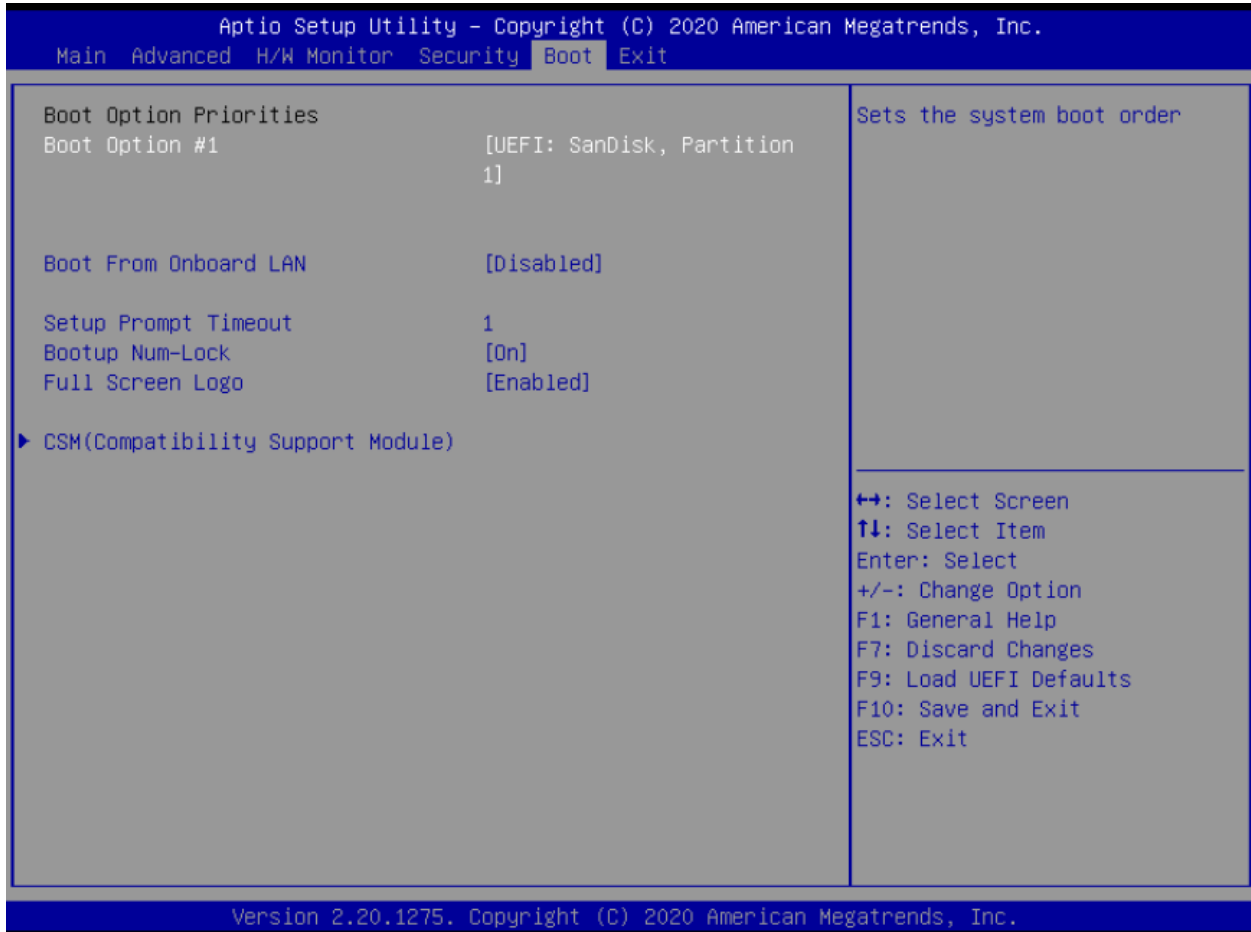 Aptio Setup Utility – Copyright (C) 2020 American Megatrends, Inc.
Main Advanced H/W Monitor Security Boot Exit
Boot Option Priorities
Boot Option #1 [UEFI: SanDisk, Partition
1]
Boot From Onboard LAN [Disabled]
Setup Prompt Timeout 1
Bootup Num-Lock [On]
Full Screen Logo [Enabled]
▶ CSM(Compatibility Support Module)
Sets the system boot order
↔: Select Screen
↑↓: Select Item
Enter: Select
+/-: Change Option
F1: General Help
F7: Discard Changes
F9: Load UEFI Defaults
F10: Save and Exit
ESC: Exit
Version 2.20.1275. Copyright (C) 2020 American Megatrends, Inc.